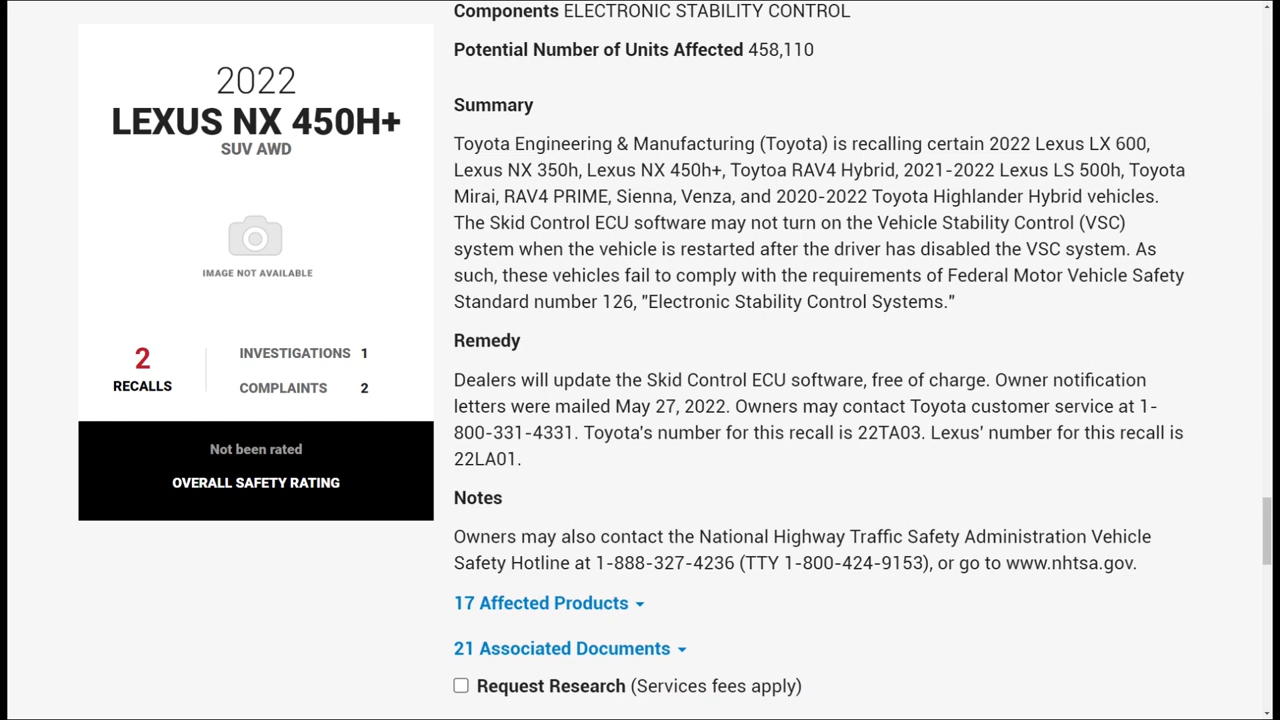 Components ELECTRONIC STABILITY CONTROL
Potential Number of Units Affected 458,110
2022
LEXUS NX 450H+
SUV AWD
IMAGE NOT AVAILABLE
2
RECALLS
INVESTIGATIONS 1
COMPLAINTS 2
Not been rated
OVERALL SAFETY RATING
Summary
Toyota Engineering & Manufacturing (Toyota) is recalling certain 2022 Lexus LX 600,
Lexus NX 350h, Lexus NX 450h+, Toytoa RAV4 Hybrid, 2021-2022 Lexus LS 500h, Toyota
Mirai, RAV4 PRIME, Sienna, Venza, and 2020-2022 Toyota Highlander Hybrid vehicles.
The Skid Control ECU software may not turn on the Vehicle Stability Control (VSC)
system when the vehicle is restarted after the driver has disabled the VSC system. As
such, these vehicles fail to comply with the requirements of Federal Motor Vehicle Safety
Standard number 126, "Electronic Stability Control Systems."
Remedy
Dealers will update the Skid Control ECU software, free of charge. Owner notification
letters were mailed May 27, 2022. Owners may contact Toyota customer service at 1-
800-331-4331. Toyota's number for this recall is 22TA03. Lexus' number for this recall is
22LA01.
Notes
Owners may also contact the National Highway Traffic Safety Administration Vehicle
Safety Hotline at 1-888-327-4236 (TTY 1-800-424-9153), or go to www.nhtsa.gov.
17 Affected Products
21 Associated Documents
Request Research (Services fees apply)